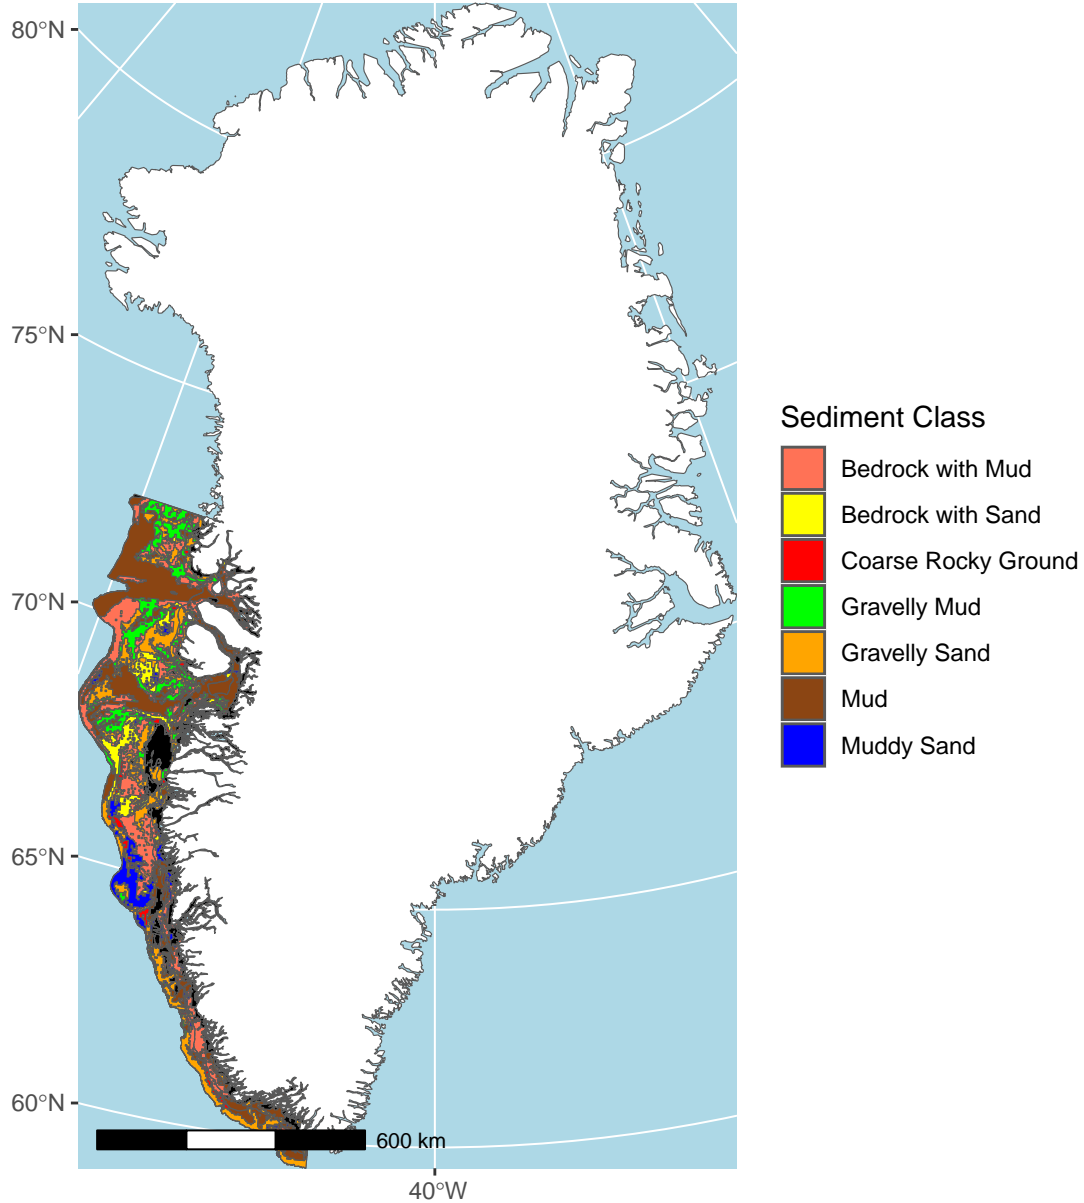 80°N
75°N
70°N
65°N
60°N
600 km
40°W
Sediment Class
Bedrock with Mud
Bedrock with Sand
Coarse Rocky Ground
Gravelly Mud
Gravelly Sand
Mud
Muddy Sand